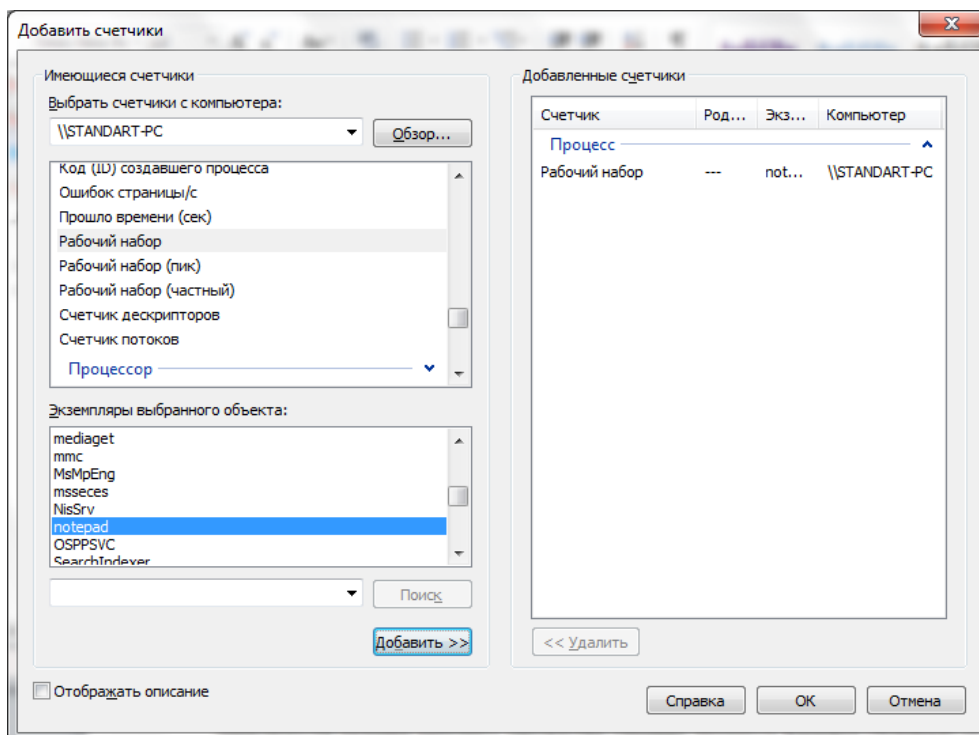 Добавить счетчики
Имеющиеся счетчики
Выбрать счетчики с компьютера:
\\STANDART-PC
Обзор...
Код (ID) создавшего процесса
Ошибок страницы/с
Прошло времени (сек)
Рабочий набор
Рабочий набор (пик)
Рабочий набор (частный)
Счетчик дескрипторов
Счетчик потоков
Процессор
Экземпляры выбранного объекта:
mediaget
mmc
MsMpEng
msseces
NisSrv
notepad
OSPPSVC
SearchIndexer
Поиск
Добавить >>
Отображать описание
Добавленные счетчики
Счетчик Род... Экз... Компьютер
Процесс
Рабочий набор --- not... \\STANDART-PC
<< Удалить
Справка
ОК
Отмена